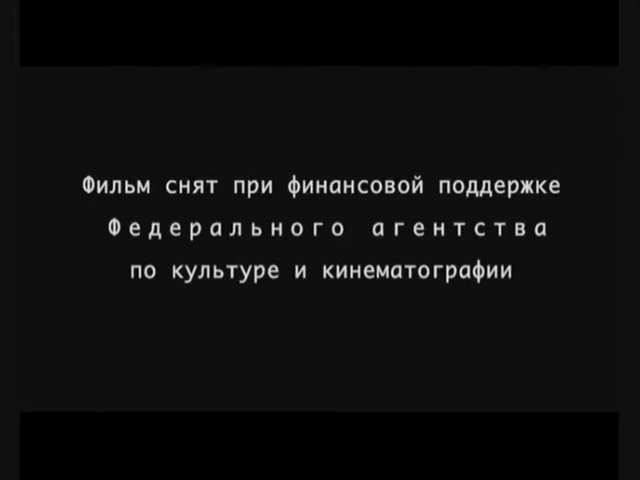 Фильм снят при финансовой поддержке
Федерального агентства
по культуре и кинематографии